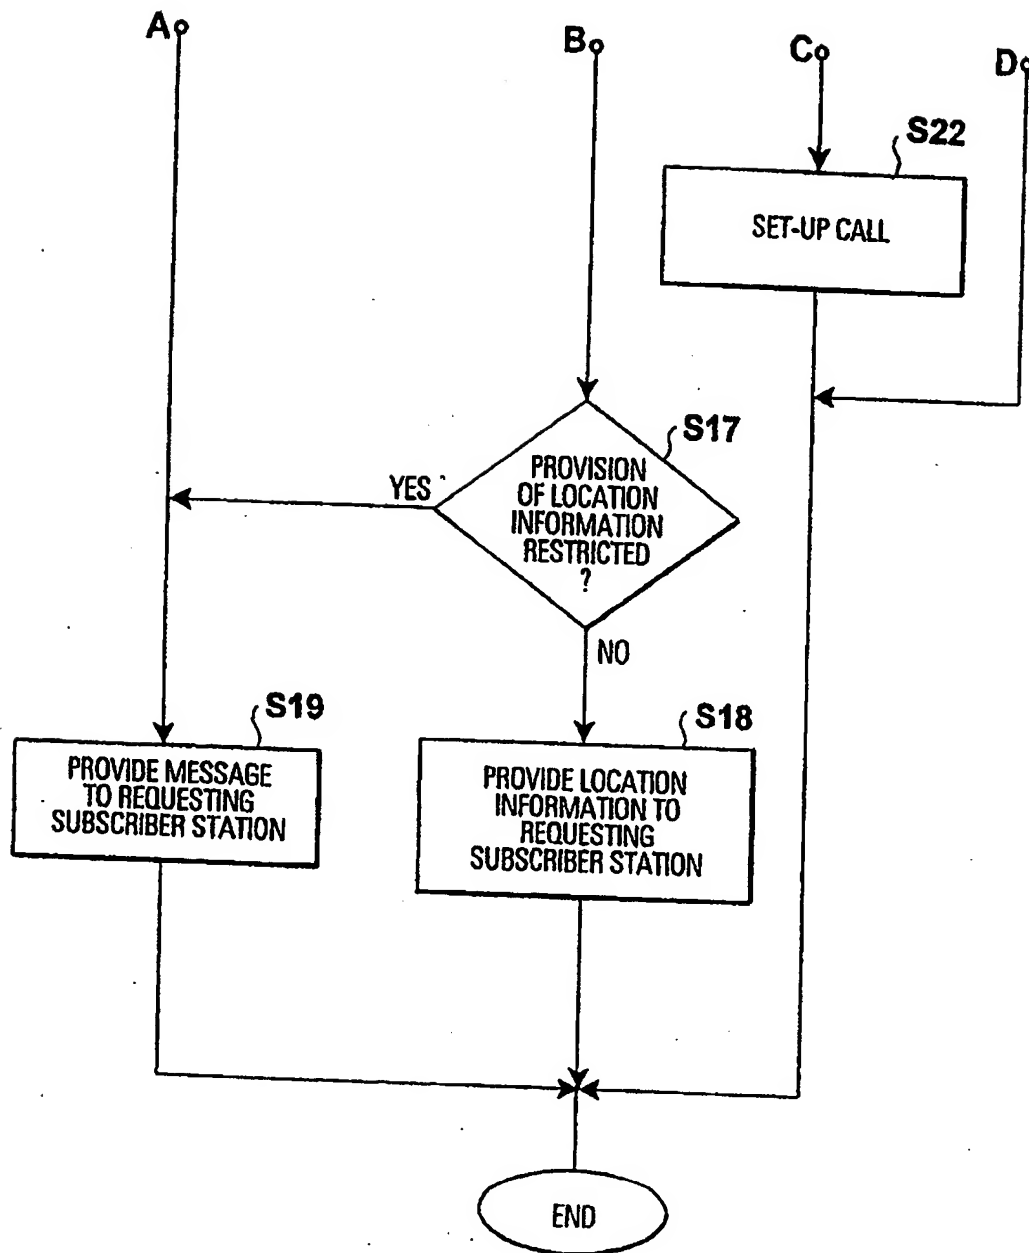 A
B
C
D
S22
SET-UP CALL
S17
PROVISION
OF LOCATION
INFORMATION
RESTRICTED
?
YES
NO
S19
PROVIDE MESSAGE
TO REQUESTING
SUBSCRIBER STATION
S18
PROVIDE LOCATION
INFORMATION TO
REQUESTING
SUBSCRIBER STATION
END